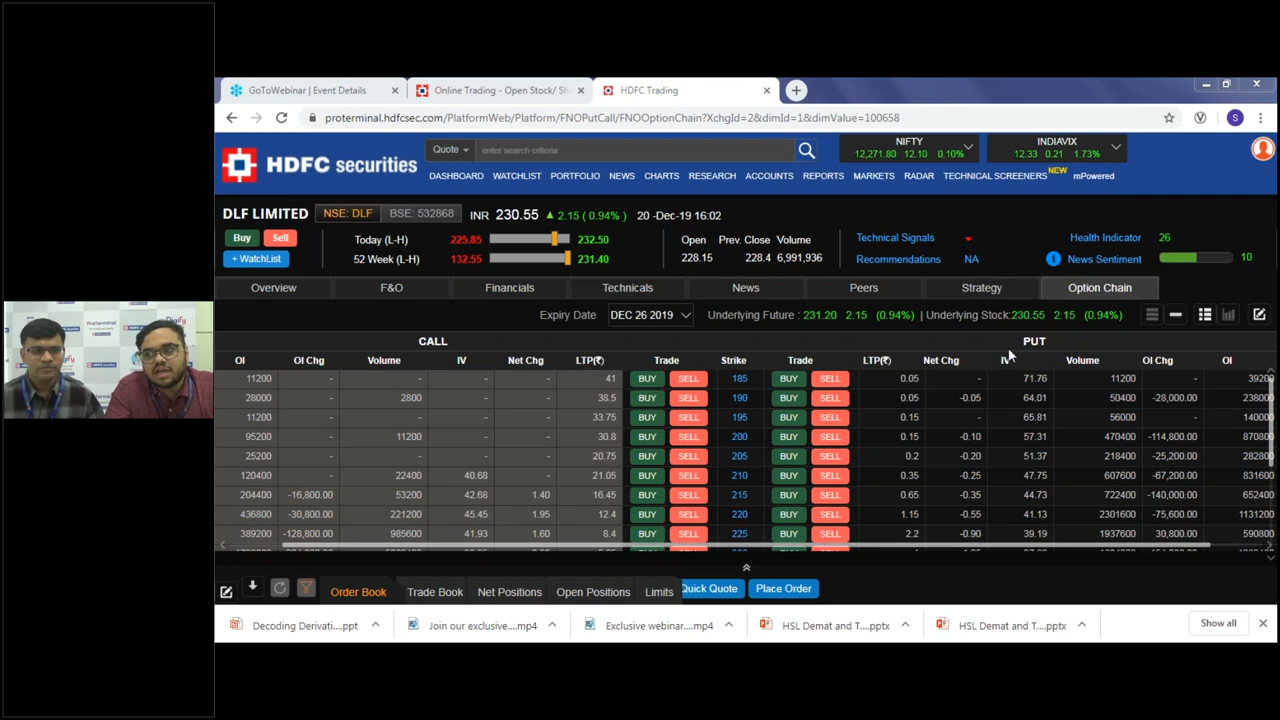 GoToWebinar | Event Details
Online Trading - Open Stock/ Sh
HDFC Trading
proterminal.hdfcsec.com/PlatformWeb/Platform/FNOPutCall/FNOOptionChain?XchgId=2&dimId=1&dimValue=100658
S
HDFC securities
Quote
enter search criteria
NIFTY
12,271.80 12.10 0.10%
INDIAVIX
12.33 0.21 1.73%
DASHBOARD WATCHLIST PORTFOLIO NEWS CHARTS RESEARCH ACCOUNTS REPORTS MARKETS RADAR TECHNICAL SCREENERS NEW mPowered
DLF LIMITED NSE: DLF BSE: 532868 INR 230.55 ▲ 2.15 ( 0.94% ) 20 -Dec-19 16:02
Buy Sell Today (L-H) 225.85 232.50 Open Prev. Close Volume Technical Signals Health Indicator 26
+ WatchList 52 Week (L-H) 132.55 231.40 228.15 228.4 6,991,936 Recommendations NA News Sentiment 10
Overview F&O Financials Technicals News Peers Strategy Option Chain
Expiry Date DEC 26 2019 Underlying Future : 231.20 2.15 (0.94%) | Underlying Stock:230.55 2.15 (0.94%)
CALL PUT
OI OI Chg Volume IV Net Chg LTP(₹) Trade Strike Trade LTP(₹) Net Chg IV Volume OI Chg OI
11200 - - - - 41 BUY SELL 185 BUY SELL 0.05 - 71.76 11200 - 39200
28000 - 2800 - - 38.5 BUY SELL 190 BUY SELL 0.05 -0.05 64.01 50400 -28,000.00 238000
11200 - - - - 33.75 BUY SELL 195 BUY SELL 0.15 - 65.81 56000 - 140000
95200 - 11200 - - 30.8 BUY SELL 200 BUY SELL 0.15 -0.10 57.31 470400 -114,800.00 870800
25200 - - - - 20.75 BUY SELL 205 BUY SELL 0.2 -0.20 51.37 218400 -25,200.00 282800
120400 - 22400 40.68 - 21.05 BUY SELL 210 BUY SELL 0.35 -0.25 47.75 607600 -67,200.00 831600
204400 -16,800.00 53200 42.68 1.40 16.45 BUY SELL 215 BUY SELL 0.65 -0.35 44.73 722400 -140,000.00 652400
436800 -30,800.00 221200 45.45 1.95 12.4 BUY SELL 220 BUY SELL 1.15 -0.55 41.13 2301600 -75,600.00 1131200
389200 -128,800.00 985600 41.93 1.60 8.4 BUY SELL 225 BUY SELL 2.2 -0.90 39.19 1937600 30,800.00 590800
Order Book Trade Book Net Positions Open Positions Limits Quick Quote Place Order
Decoding Derivati....ppt Join our exclusive....mp4 Exclusive webinar....mp4 HSL Demat and T....pptx HSL Demat and T....pptx Show all
ProTerminal
Digify